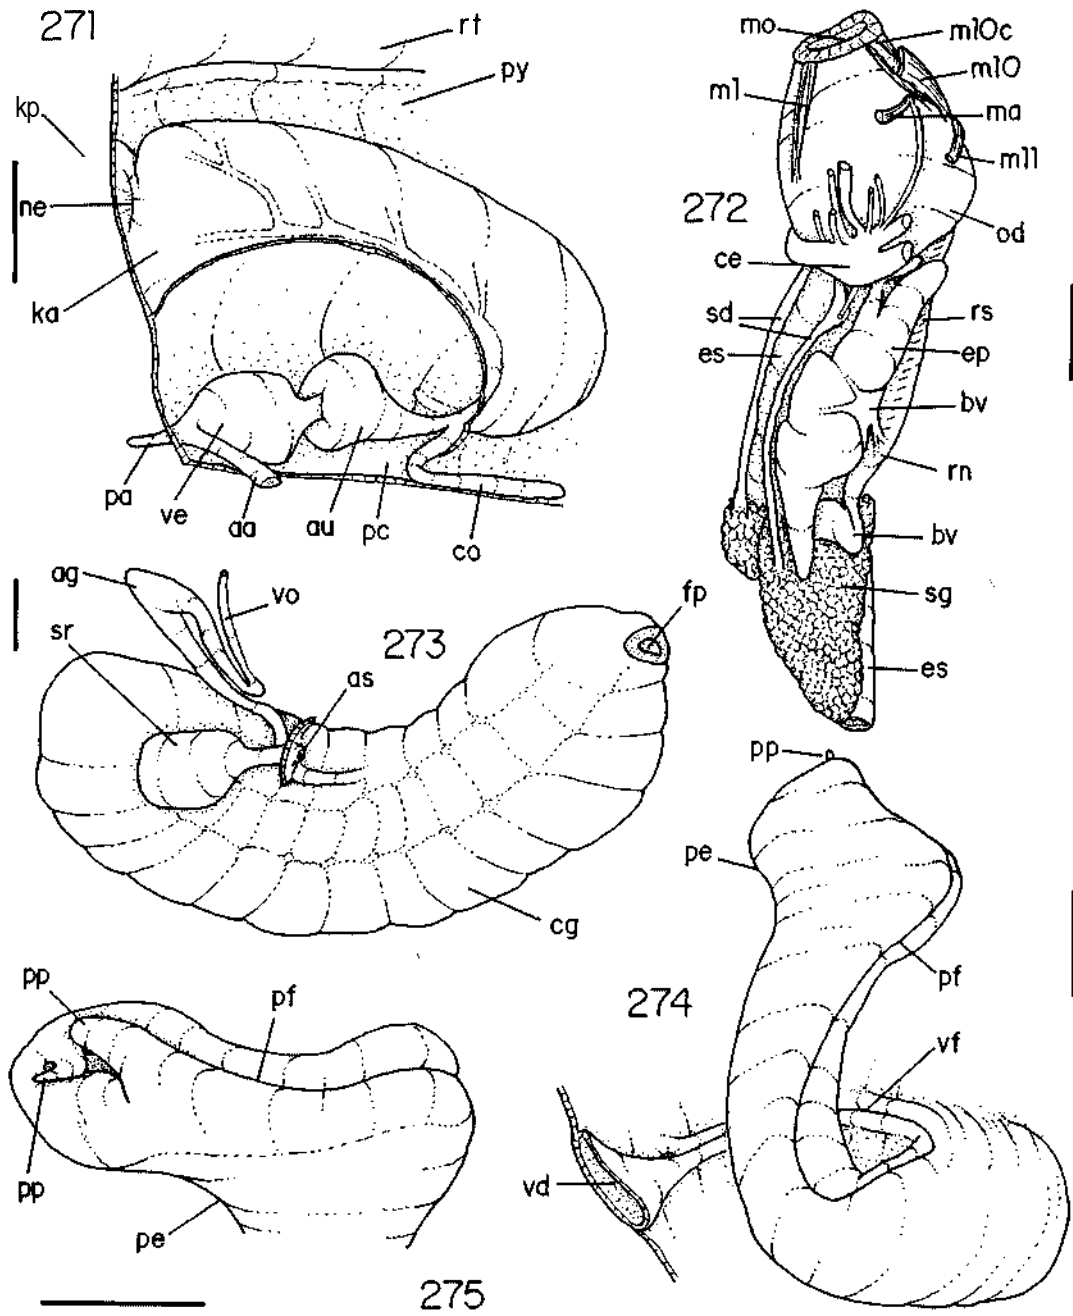 271
rt
py
kp
ne
ka
pa
ve
aa
au
pc
co
mo
m10c
m10
m1
ma
m11
272
od
ce
sd
rs
es
ep
bv
rn
bv
sg
es
ag
vo
sr
273
as
fp
cg
pp
pe
pf
274
vf
vd
pp
pf
pp
pe
275